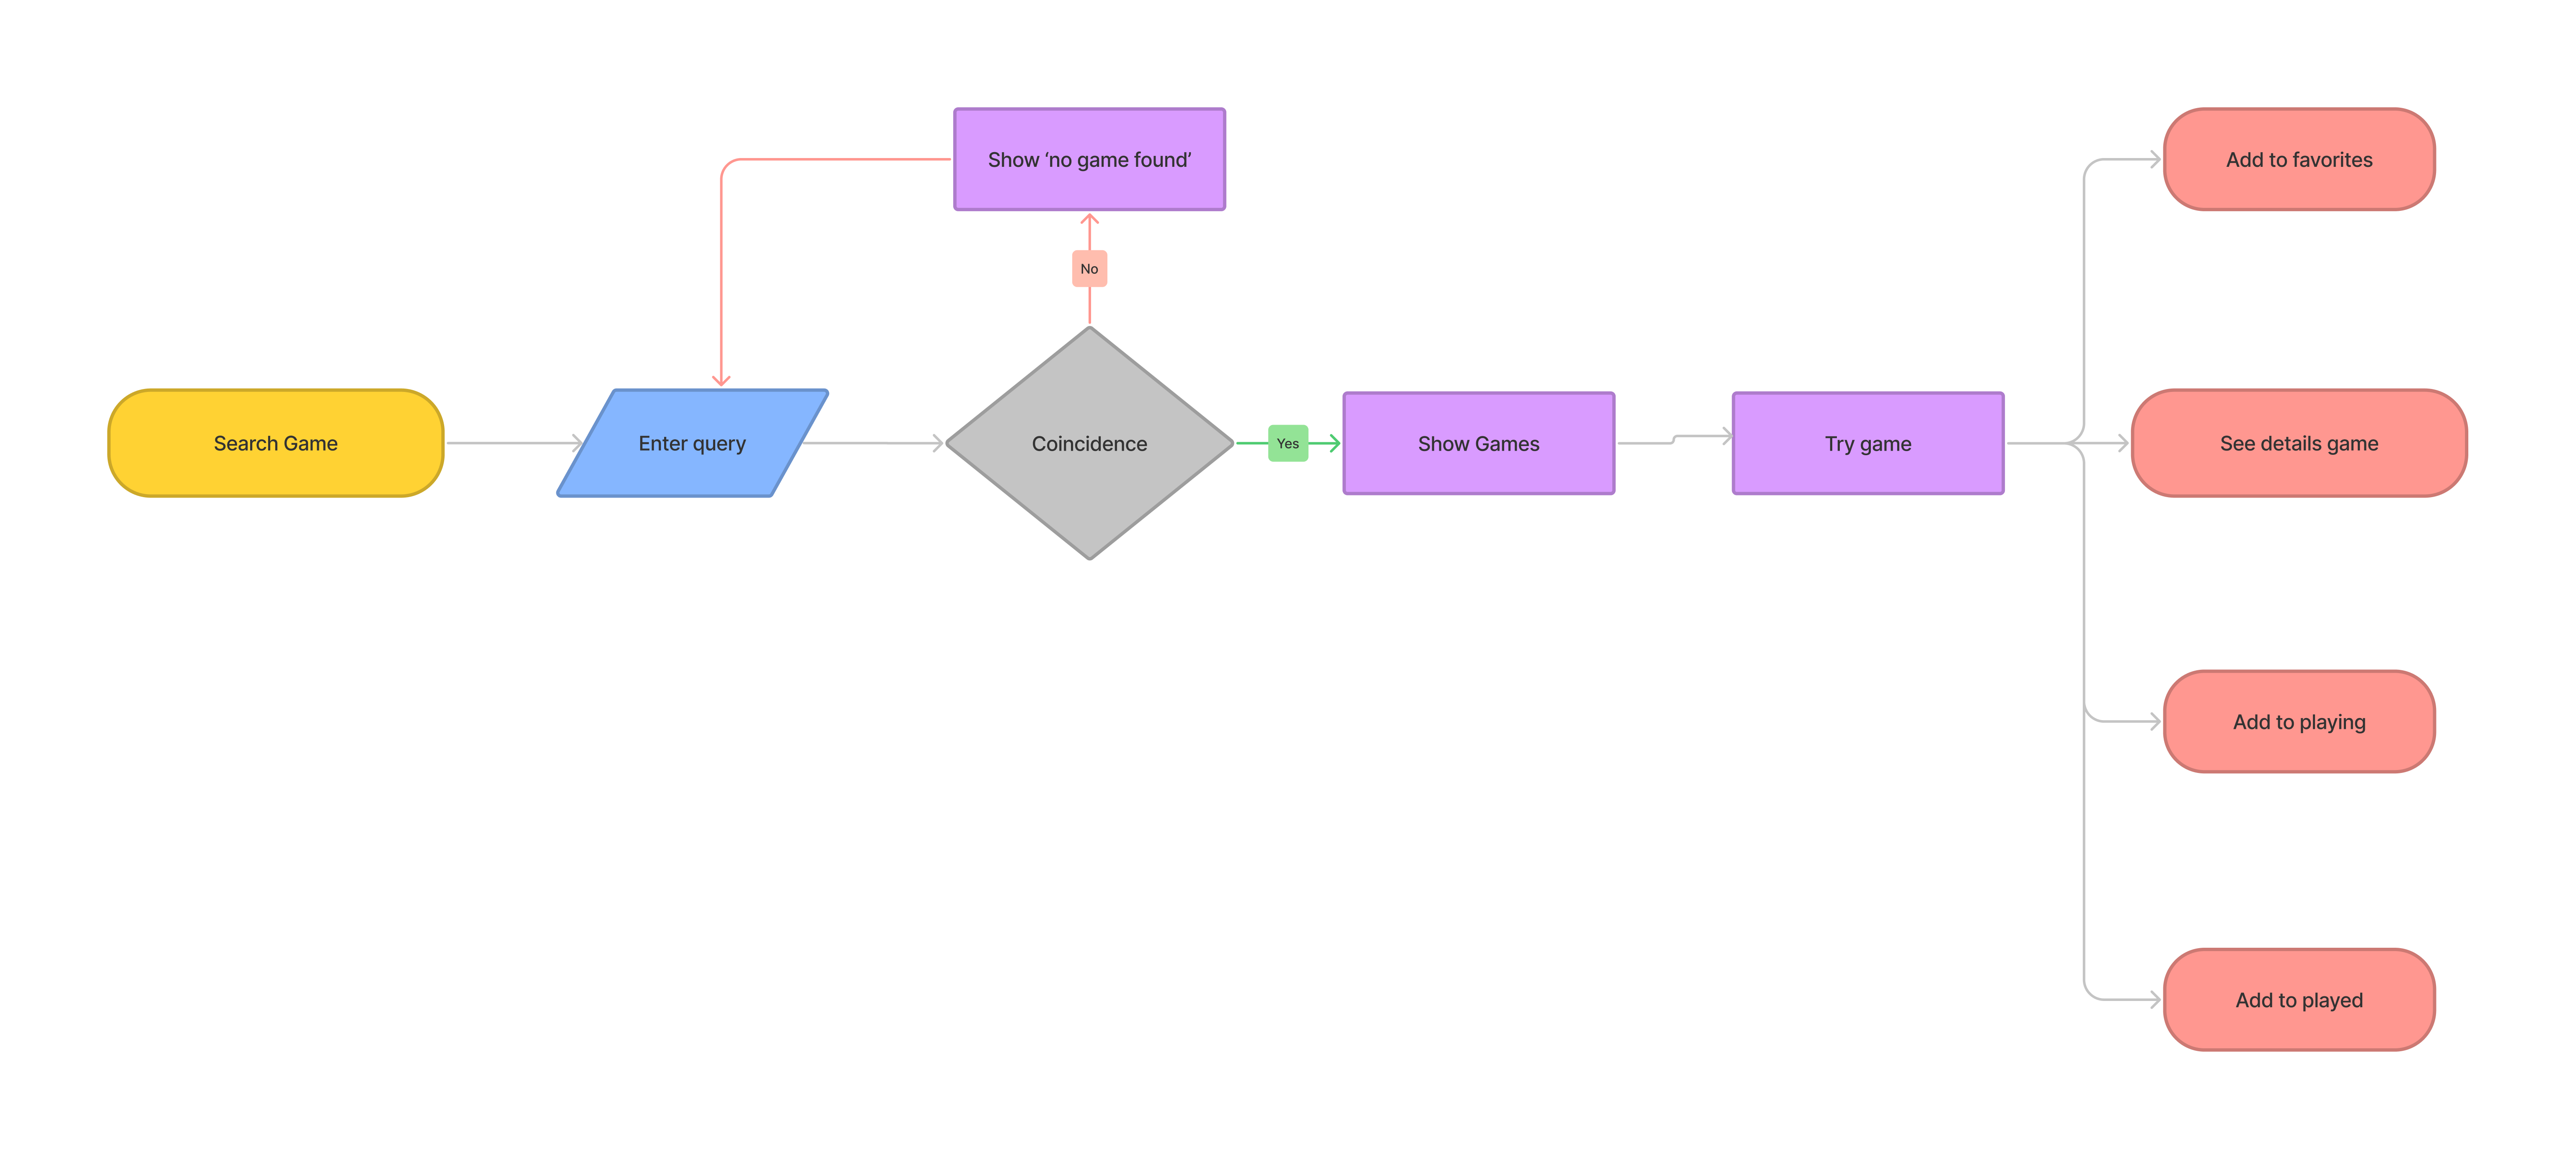 Show ‘no game found’
Add to favorites
No
Search Game
Enter query
Coincidence
Yes
Show Games
Try game
See details game
Add to playing
Add to played